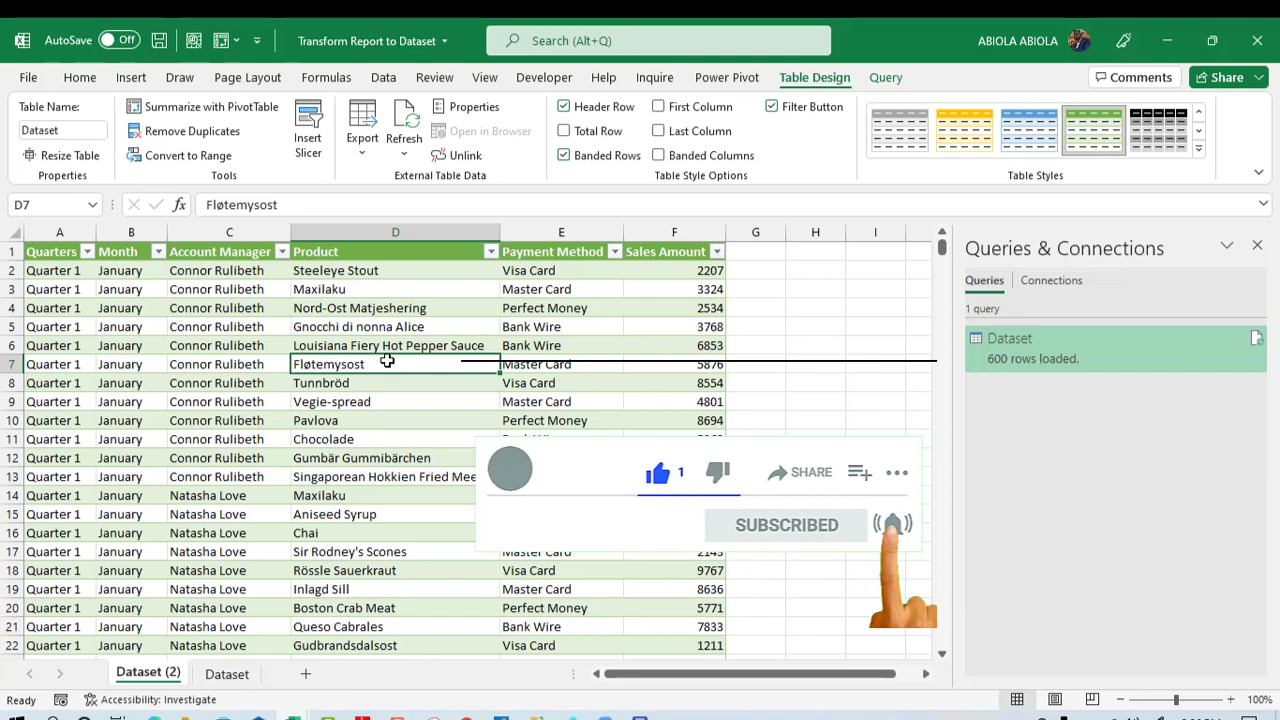 AutoSave Off Transform Report to Dataset Search (Alt+Q) ABIOLA ABIOLA
File Home Insert Draw Page Layout Formulas Data Review View Developer Help Inquire Power Pivot Table Design Query Comments Share
Table Name: Summarize with PivotTable Properties Header Row First Column Filter Button
Dataset Remove Duplicates Insert Slicer Export Refresh Browser Total Row Last Column
Resize Table Convert to Range Unlink Banded Rows Banded Columns
Properties Tools External Table Data Table Style Options Table Styles
D7 fx Fløtemysost
A B C D E F G H I
1 Quarters Month Account Manager Product Payment Method Sales Amount
2 Quarter 1 January Connor Rulibeth Steeleye Stout Visa Card 2207
3 Quarter 1 January Connor Rulibeth Maxilaku Master Card 3324
4 Quarter 1 January Connor Rulibeth Nord-Ost Matjeshering Perfect Money 2534
5 Quarter 1 January Connor Rulibeth Gnocchi di nonna Alice Bank Wire 3768
6 Quarter 1 January Connor Rulibeth Louisiana Fiery Hot Pepper Sauce Bank Wire 6853
7 Quarter 1 January Connor Rulibeth Fløtemysost Master Card 5876
8 Quarter 1 January Connor Rulibeth Tunnbröd Visa Card 8554
9 Quarter 1 January Connor Rulibeth Vegie-spread Master Card 4801
10 Quarter 1 January Connor Rulibeth Pavlova Perfect Money 8694
11 Quarter 1 January Connor Rulibeth Chocolade
12 Quarter 1 January Connor Rulibeth Gumbär Gummibärchen
13 Quarter 1 January Connor Rulibeth Singaporean Hokkien Fried Mee
14 Quarter 1 January Natasha Love Maxilaku
15 Quarter 1 January Natasha Love Aniseed Syrup
16 Quarter 1 January Natasha Love Chai
17 Quarter 1 January Natasha Love Sir Rodney's Scones Master Card 2143
18 Quarter 1 January Natasha Love Rössle Sauerkraut Visa Card 9767
19 Quarter 1 January Natasha Love Inlagd Sill Master Card 8636
20 Quarter 1 January Natasha Love Boston Crab Meat Perfect Money 5771
21 Quarter 1 January Natasha Love Queso Cabrales Bank Wire 7833
22 Quarter 1 January Natasha Love Gudbrandsdalsost Visa Card 1211
1 SHARE
SUBSCRIBED
Queries & Connections
Queries Connections
1 query
Dataset
600 rows loaded.
Dataset (2) Dataset
Ready Accessibility: Investigate 100%